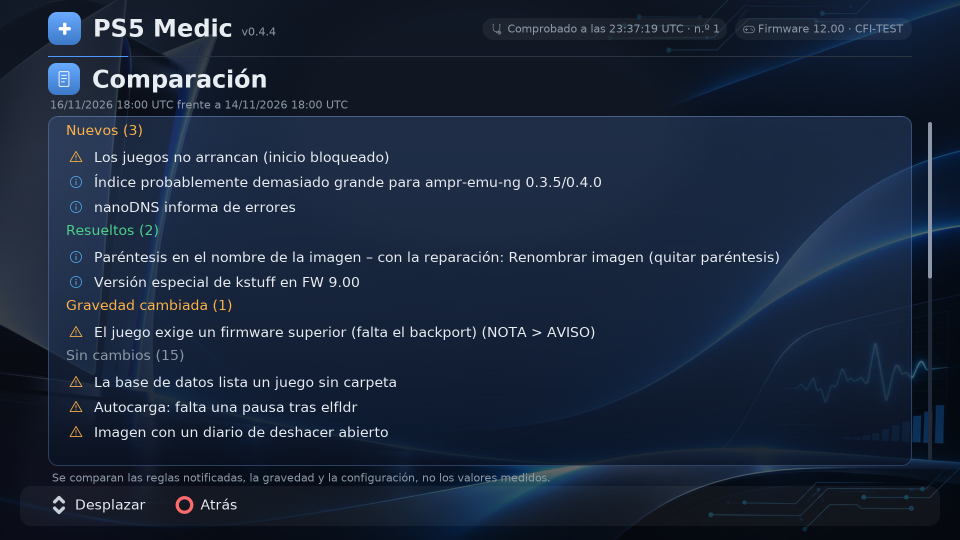 PS5 Medic v0.4.4
Comprobado a las 23:37:19 UTC · n.º 1
Firmware 12.00 · CFI-TEST
Comparación
16/11/2026 18:00 UTC frente a 14/11/2026 18:00 UTC
Nuevos (3)
Los juegos no arrancan (inicio bloqueado)
Índice probablemente demasiado grande para ampr-emu-ng 0.3.5/0.4.0
nanoDNS informa de errores
Resueltos (2)
Paréntesis en el nombre de la imagen – con la reparación: Renombrar imagen (quitar paréntesis)
Versión especial de kstuff en FW 9.00
Gravedad cambiada (1)
El juego exige un firmware superior (falta el backport) (NOTA > AVISO)
Sin cambios (15)
La base de datos lista un juego sin carpeta
Autocarga: falta una pausa tras elfldr
Imagen con un diario de deshacer abierto
Se comparan las reglas notificadas, la gravedad y la configuración, no los valores medidos.
Desplazar
Atrás